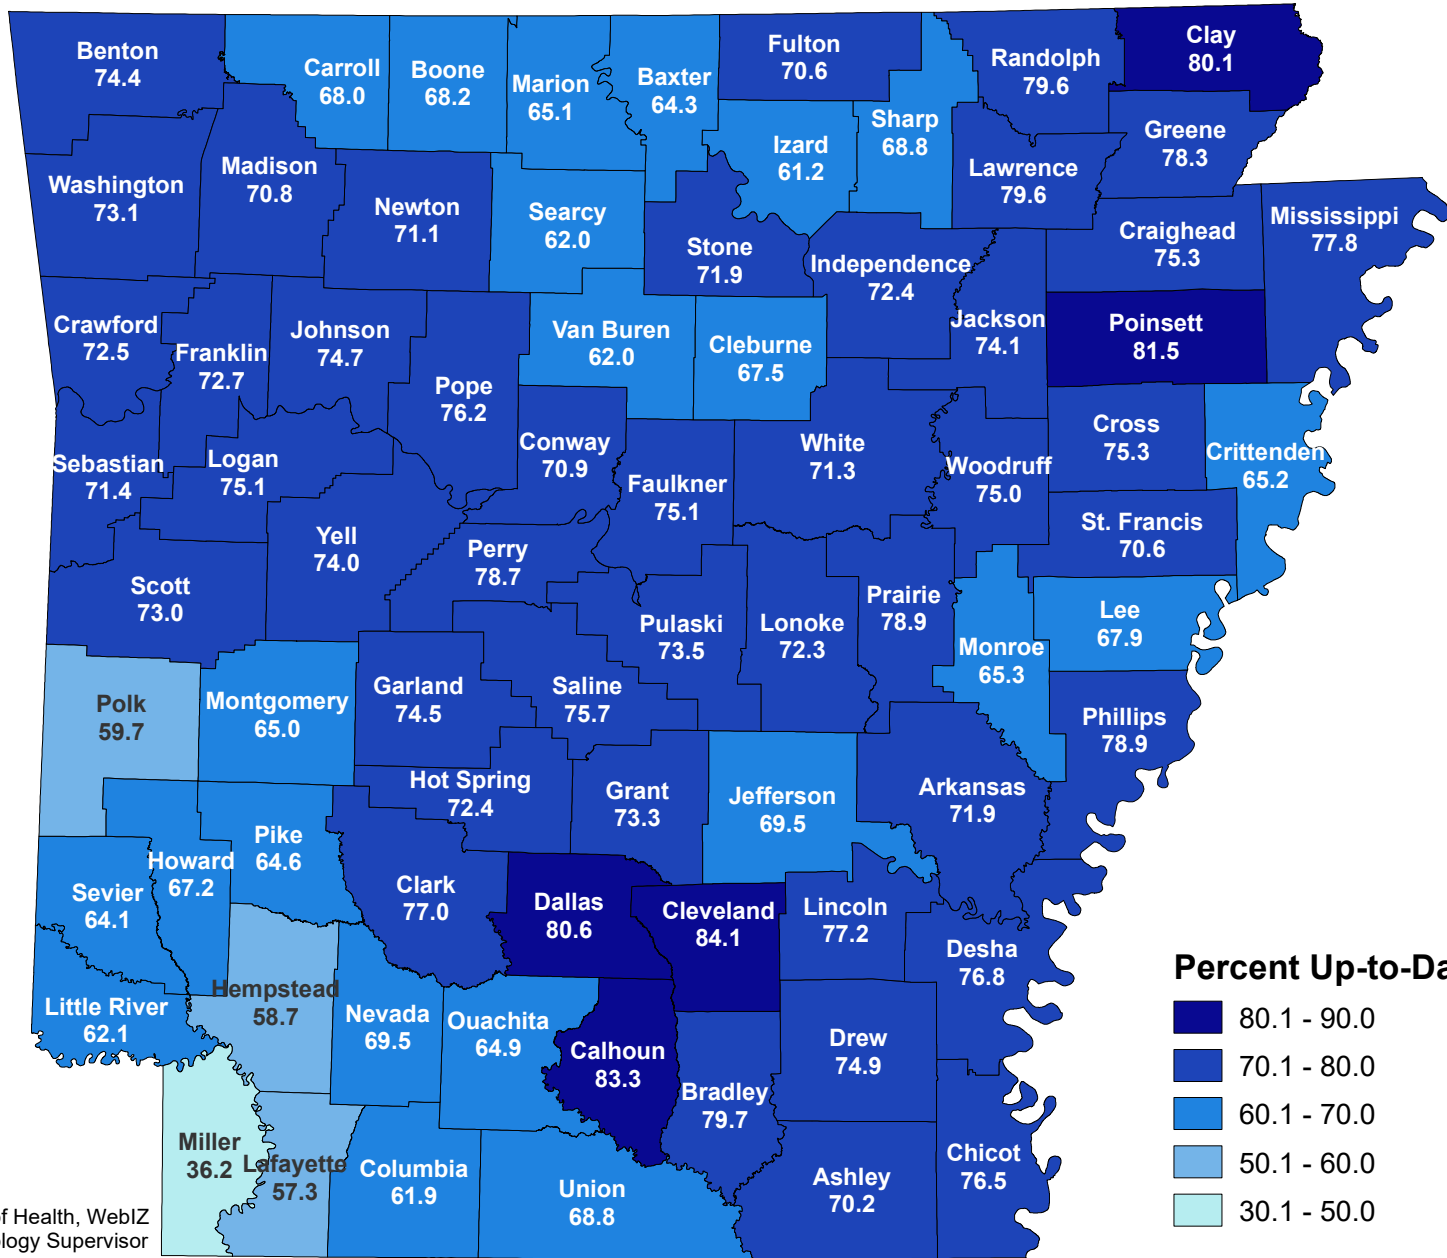 Benton
74.4
Carroll
68.0
Boone
68.2
Marion
65.1
Baxter
64.3
Fulton
70.6
Randolph
79.6
Clay
80.1
Izard
61.2
Sharp
68.8
Lawrence
79.6
Greene
78.3
Washington
73.1
Madison
70.8
Newton
71.1
Searcy
62.0
Stone
71.9
Independence
72.4
Craighead
75.3
Mississippi
77.8
Crawford
72.5
Franklin
72.7
Johnson
74.7
Pope
76.2
Van Buren
62.0
Cleburne
67.5
Jackson
74.1
Poinsett
81.5
Sebastian
71.4
Logan
75.1
Conway
70.9
Faulkner
75.1
White
71.3
Woodruff
75.0
Cross
75.3
Crittenden
65.2
Scott
73.0
Yell
74.0
Perry
78.7
Pulaski
73.5
Lonoke
72.3
Prairie
78.9
St. Francis
70.6
Monroe
65.3
Lee
67.9
Polk
59.7
Montgomery
65.0
Garland
74.5
Saline
75.7
Phillips
78.9
Hot Spring
72.4
Grant
73.3
Jefferson
69.5
Arkansas
71.9
Sevier
64.1
Howard
67.2
Pike
64.6
Clark
77.0
Dallas
80.6
Cleveland
84.1
Lincoln
77.2
Desha
76.8
Little River
62.1
Hempstead
58.7
Nevada
69.5
Ouachita
64.9
Calhoun
83.3
Bradley
79.7
Drew
74.9
Miller
36.2
Lafayette
57.3
Columbia
61.9
Union
68.8
Ashley
70.2
Chicot
76.5
Percent Up-to-Da
80.1 - 90.0
70.1 - 80.0
60.1 - 70.0
50.1 - 60.0
30.1 - 50.0
of Health, WebIZ
ology Supervisor